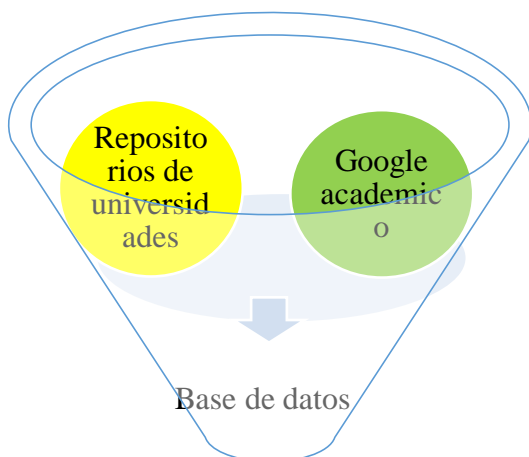 Reposito
rios de
universid
ades
Google
academic
o
Base de datos